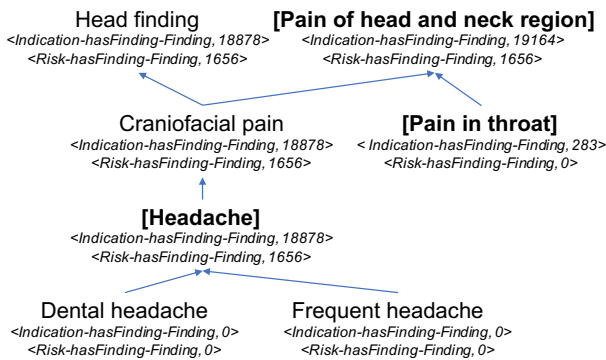 Head finding
<Indication-hasFinding-Finding, 18878>
<Risk-hasFinding-Finding, 1656>
[Pain of head and neck region]
<Indication-hasFinding-Finding, 19164>
<Risk-hasFinding-Finding, 1656>
Craniofacial pain
<Indication-hasFinding-Finding, 18878>
<Risk-hasFinding-Finding, 1656>
[Pain in throat]
< Indication-hasFinding-Finding, 283>
<Risk-hasFinding-Finding, 0>
[Headache]
<Indication-hasFinding-Finding, 18878>
<Risk-hasFinding-Finding, 1656>
Dental headache
<Indication-hasFinding-Finding, 0>
<Risk-hasFinding-Finding, 0>
Frequent headache
<Indication-hasFinding-Finding, 0>
<Risk-hasFinding-Finding, 0>